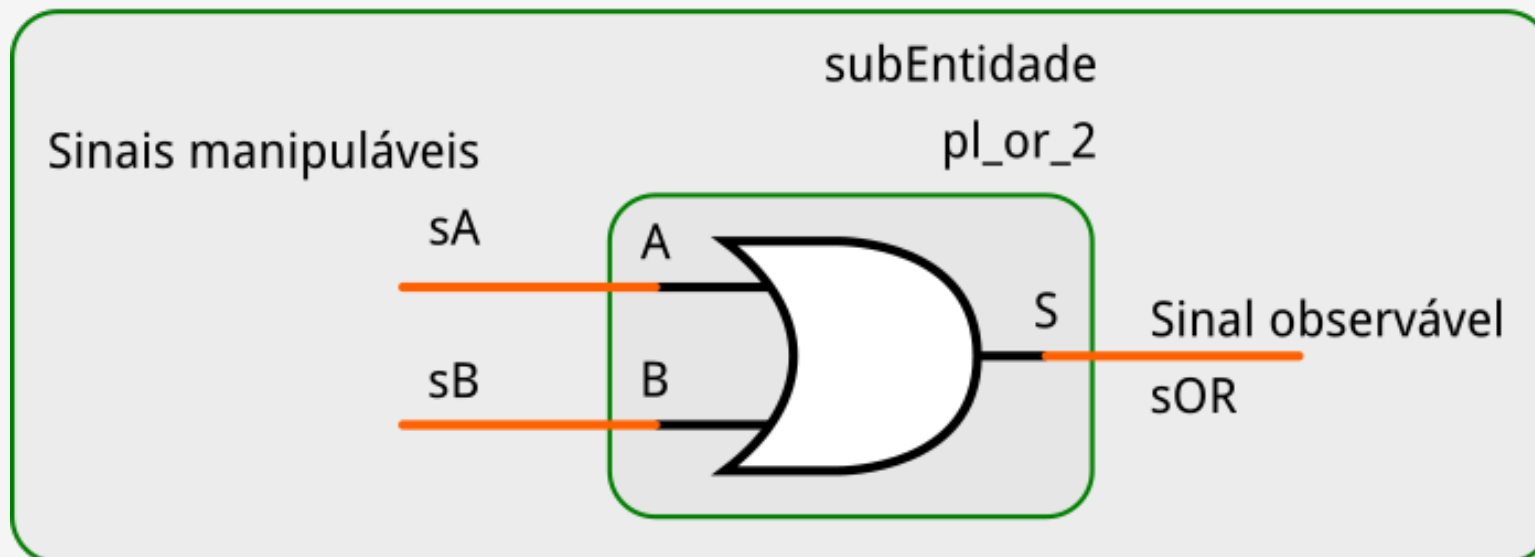 subEntidade
pl_or_2
Sinais manipuláveis
sA
A
S
Sinal observável
sB
B
sOR